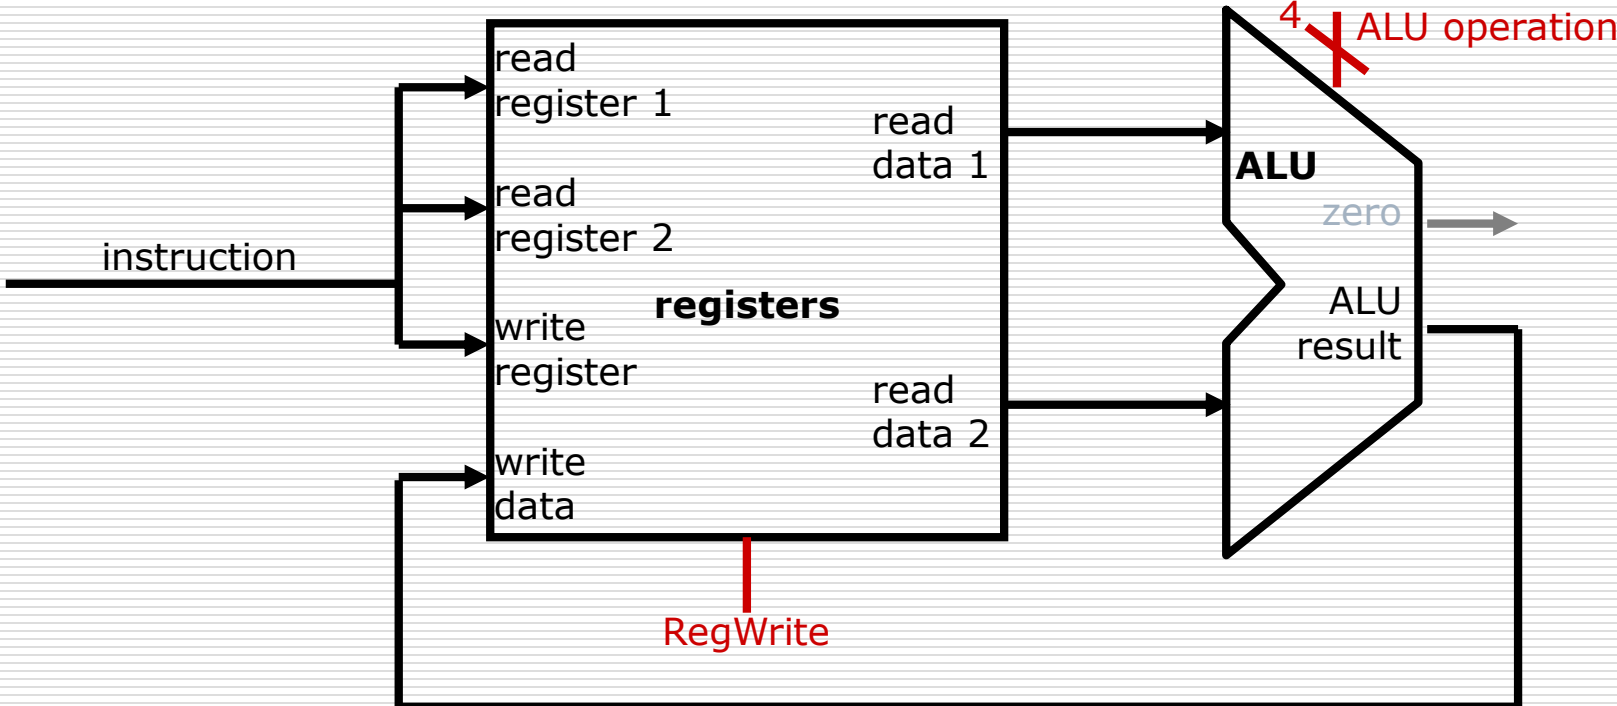 4
ALU operation
read
register 1
read
data 1
ALU
read
register 2
zero
instruction
registers
ALU
result
write
register
read
data 2
write
data
RegWrite